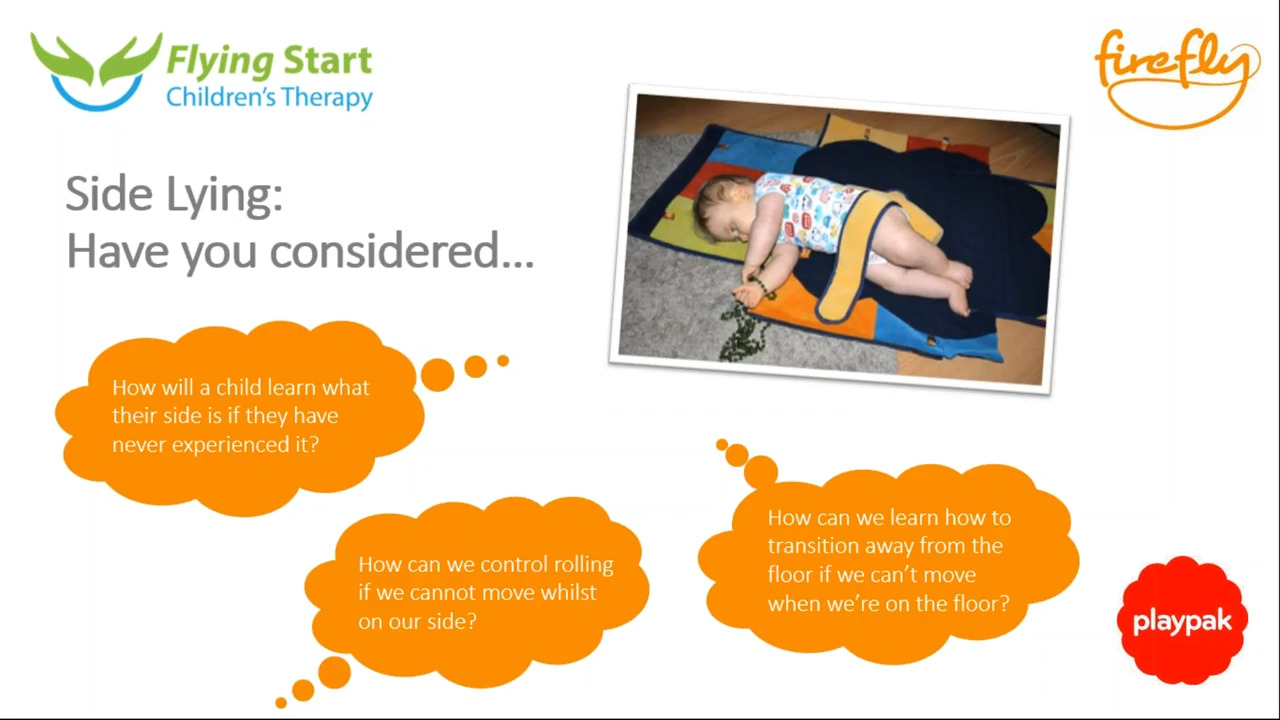 Flying Start
Children's Therapy
firefly
Side Lying:
Have you considered...
How will a child learn what
their side is if they have
never experienced it?
How can we control rolling
if we cannot move whilst
on our side?
How can we learn how to
transition away from the
floor if we can't move
when we're on the floor?
playpak